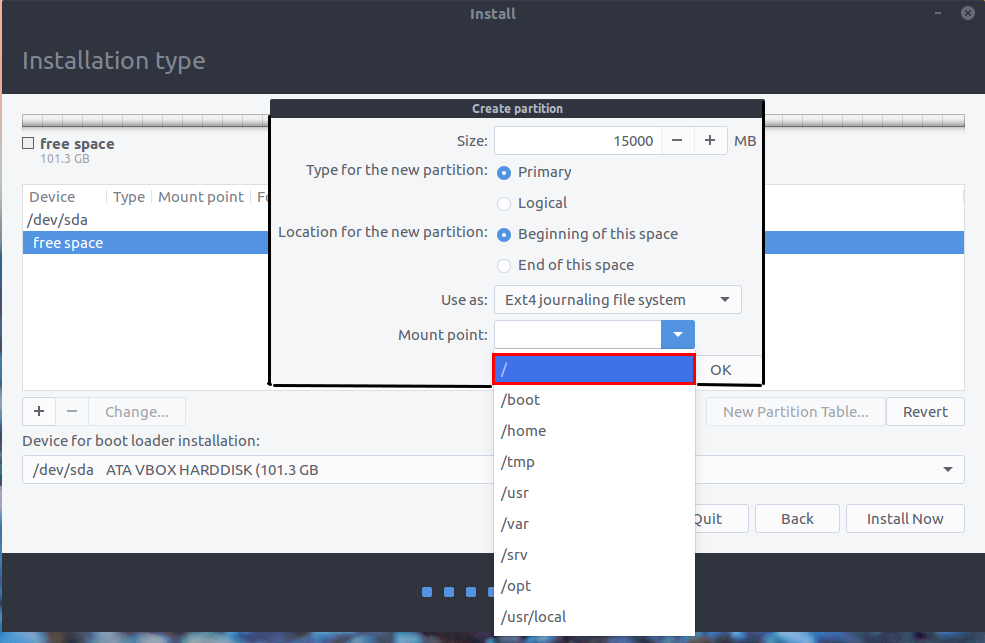 Install
Installation type
Create partition
Size: 15000 − + MB
Type for the new partition: Primary
Logical
Location for the new partition: Beginning of this space
End of this space
Use as: Ext4 journaling file system
Mount point:
/
/boot
/home
/tmp
/usr
/var
/srv
/opt
/usr/local
OK
free space
101.3 GB
Device Type Mount point
/dev/sda
free space
+ − Change...
New Partition Table... Revert
Device for boot loader installation:
/dev/sda ATA VBOX HARDDISK (101.3 GB
Quit Back Install Now